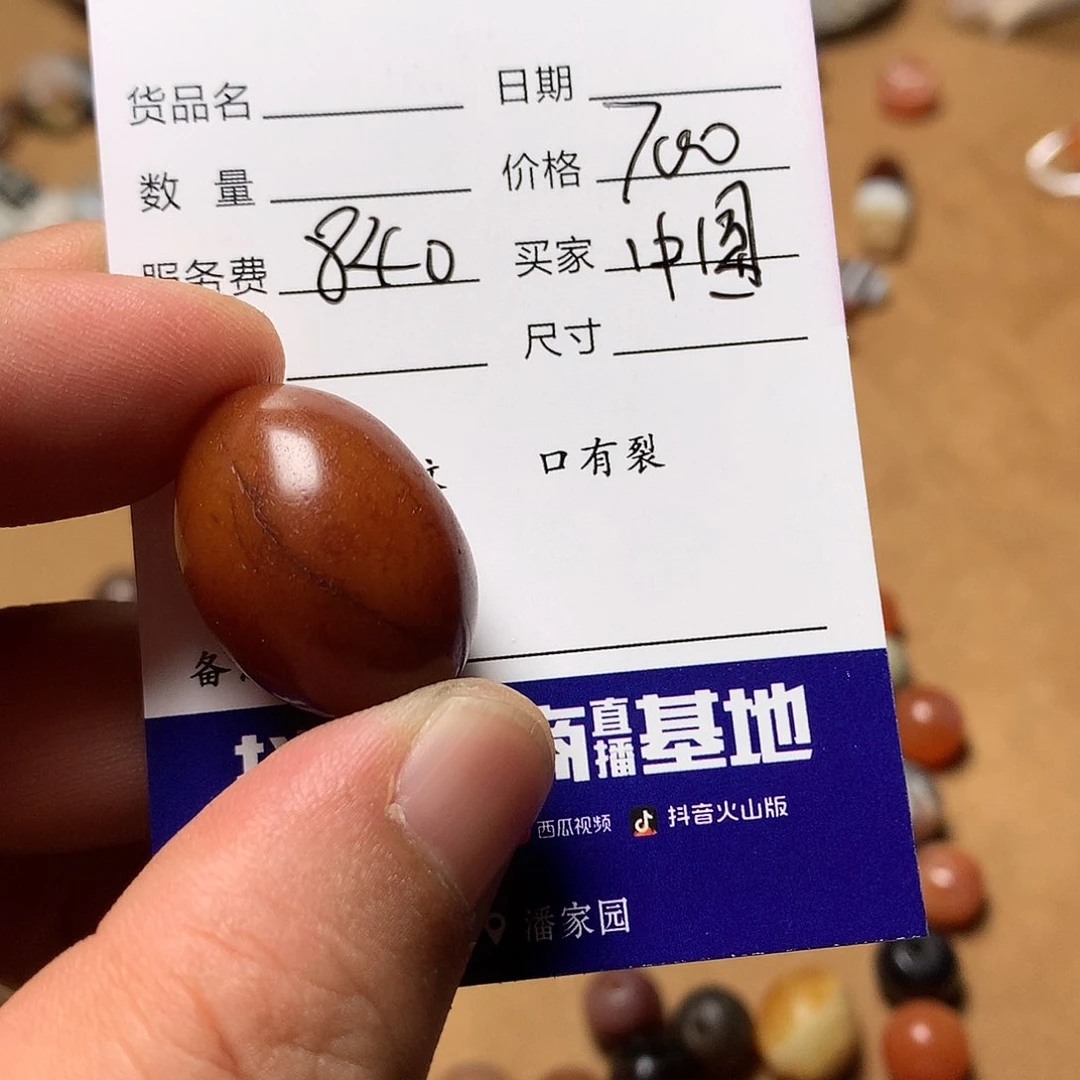 货品名 日期
数 量 价格 700
服务费 840 买家 中国
尺寸
口有裂
备
商直播基地
西瓜视频 抖音火山版
潘家园